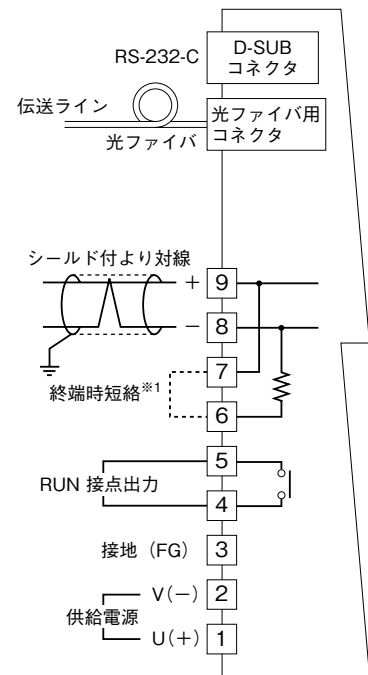 RS-232-C
D-SUB
コネクタ
伝送ライン
光ファイバ
光ファイバ用
コネクタ
シールド付より対線
+ 9
− 8
7
終端時短絡※1
6
5
RUN 接点出力
4
接地（FG） 3
V(−) 2
供給電源
U(+) 1